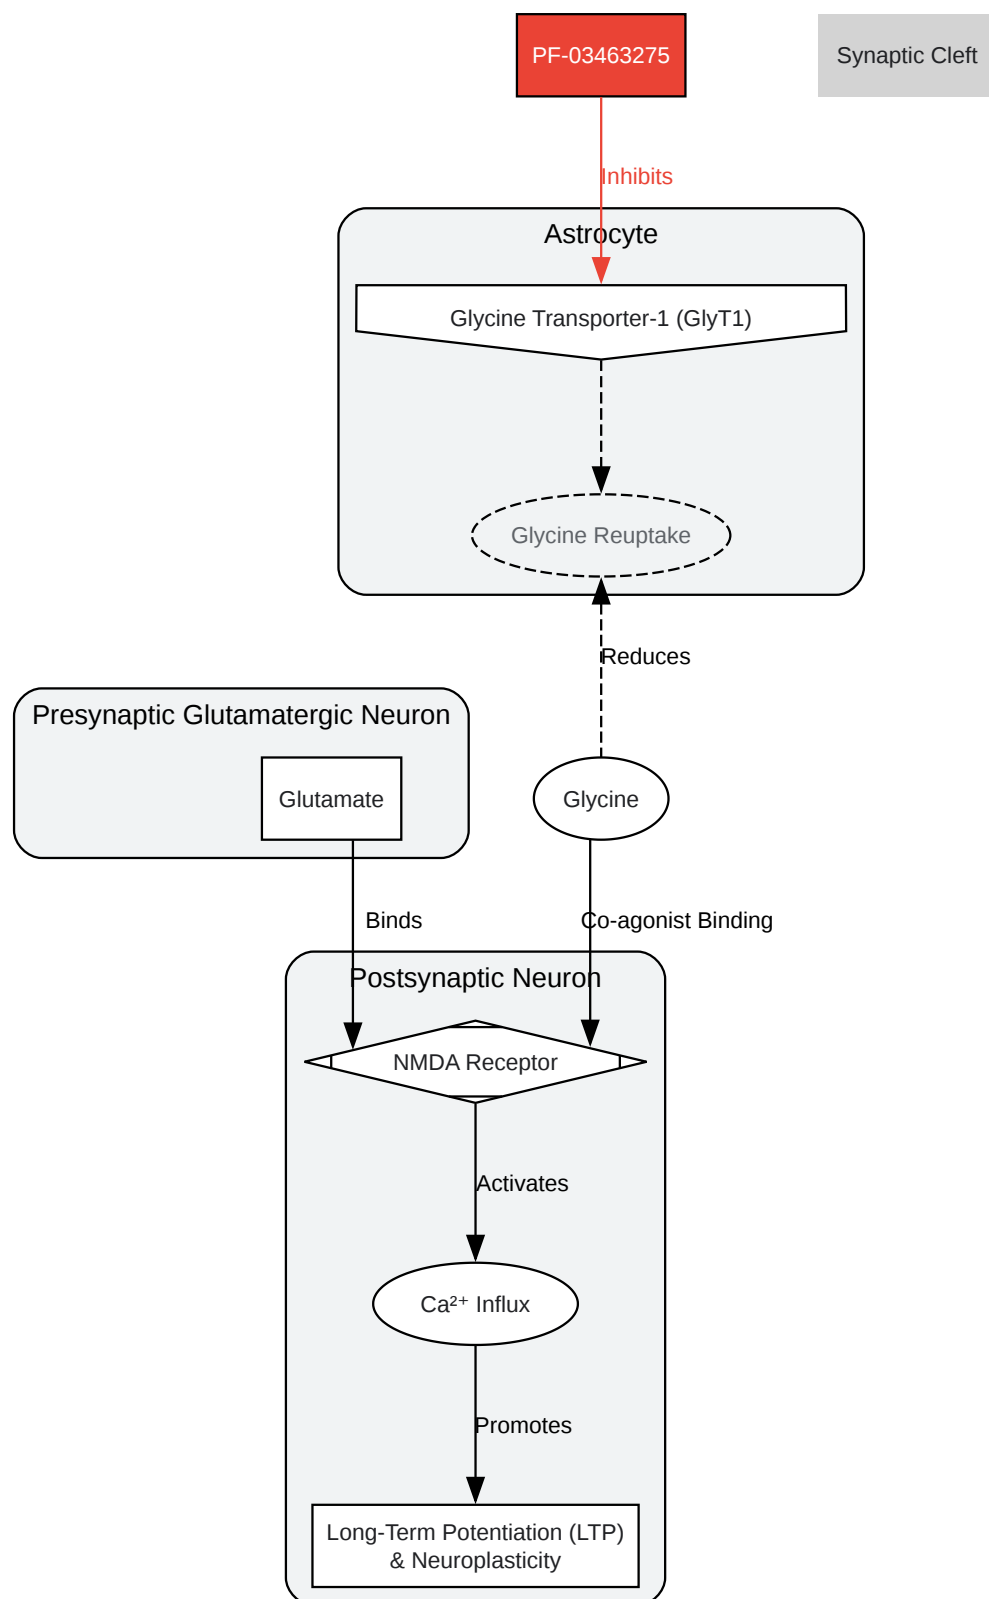 PF-03463275
Synaptic Cleft
Inhibits
Astrocyte
Glycine Transporter-1 (GlyT1)
Glycine Reuptake
Reduces
Presynaptic Glutamatergic Neuron
Glutamate
Glycine
Binds
Co-agonist Binding
Postsynaptic Neuron
NMDA Receptor
Activates
Ca²⁺ Influx
Promotes
Long-Term Potentiation (LTP)
& Neuroplasticity